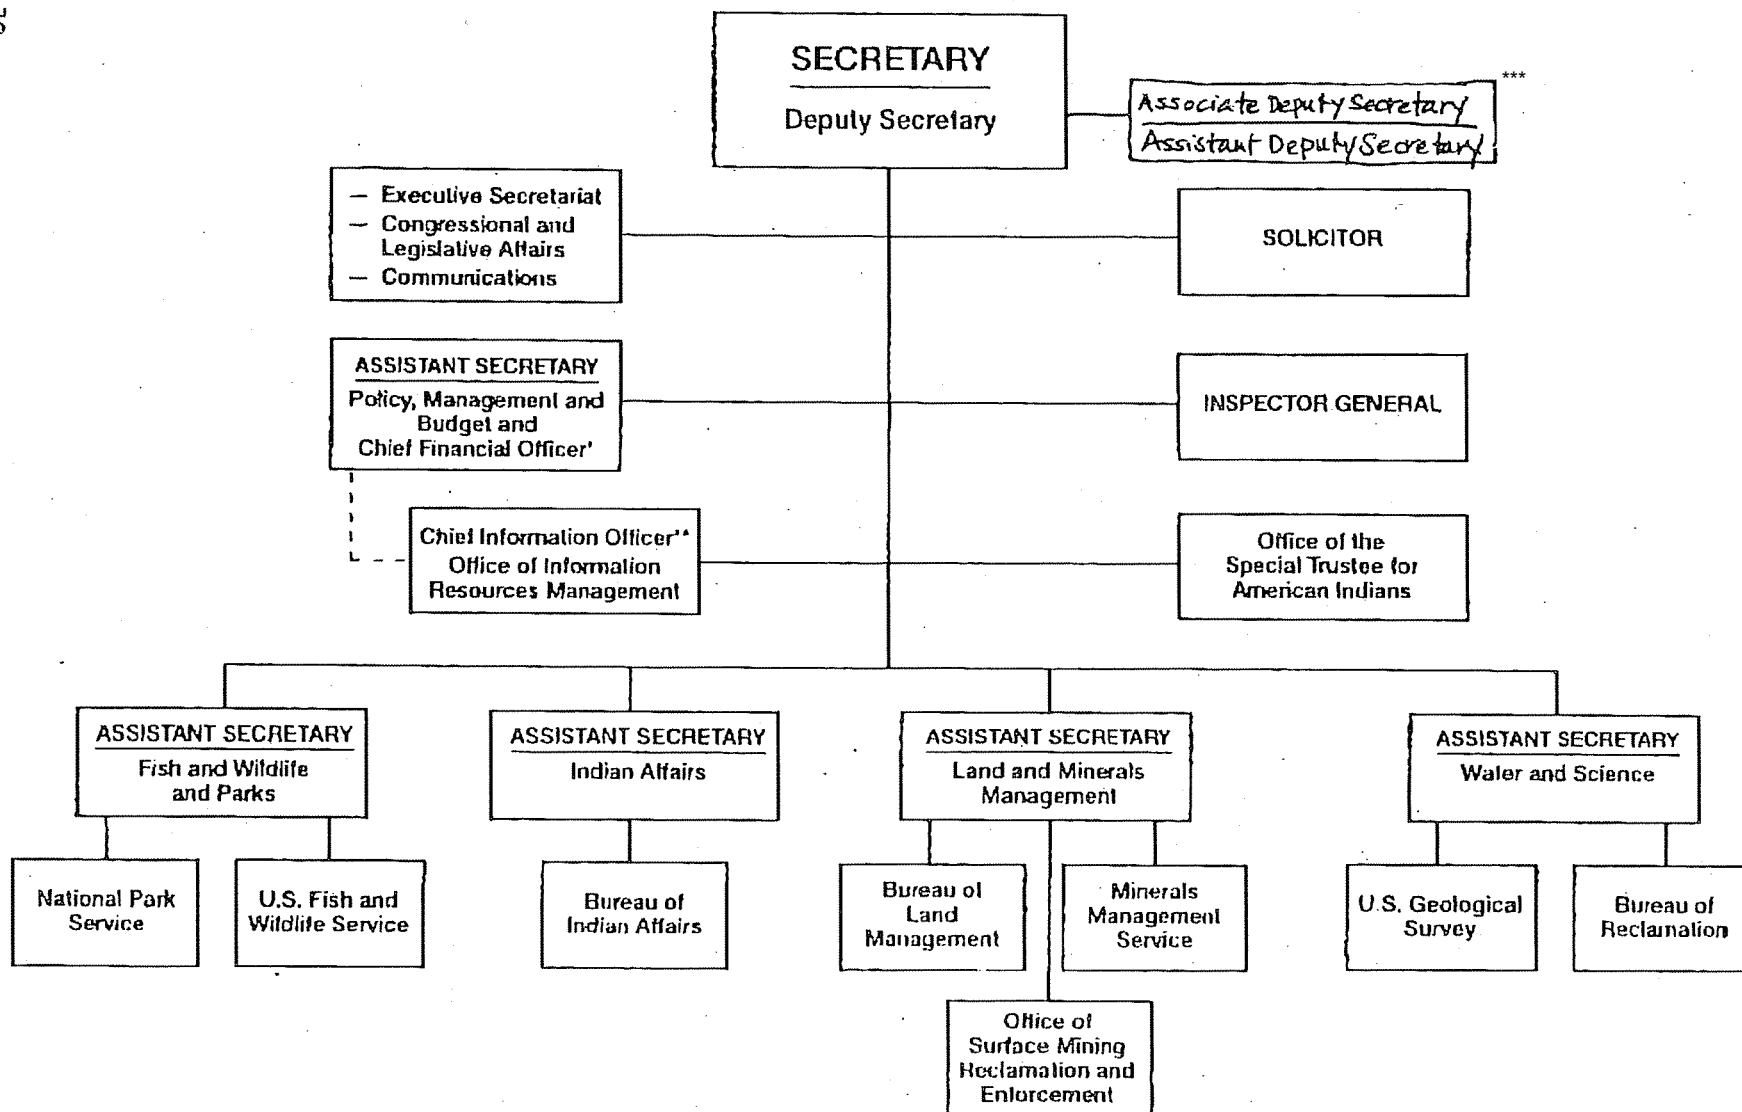 SECRETARY
Deputy Secretary
***
Associate Deputy Secretary
Assistant Deputy Secretary
— Executive Secretariat
— Congressional and
Legislative Affairs
— Communications
SOLICITOR
ASSISTANT SECRETARY
Policy, Management and
Budget and
Chief Financial Officer*
INSPECTOR GENERAL
Chief Information Officer**
Office of Information
Resources Management
Office of the
Special Trustee for
American Indians
ASSISTANT SECRETARY
Fish and Wildlife
and Parks
ASSISTANT SECRETARY
Indian Affairs
ASSISTANT SECRETARY
Land and Minerals
Management
ASSISTANT SECRETARY
Water and Science
National Park
Service
U.S. Fish and
Wildlife Service
Bureau of
Indian Affairs
Bureau of
Land
Management
Minerals
Management
Service
U.S. Geological
Survey
Bureau of
Reclamation
Office of
Surface Mining
Reclamation and
Enforcement